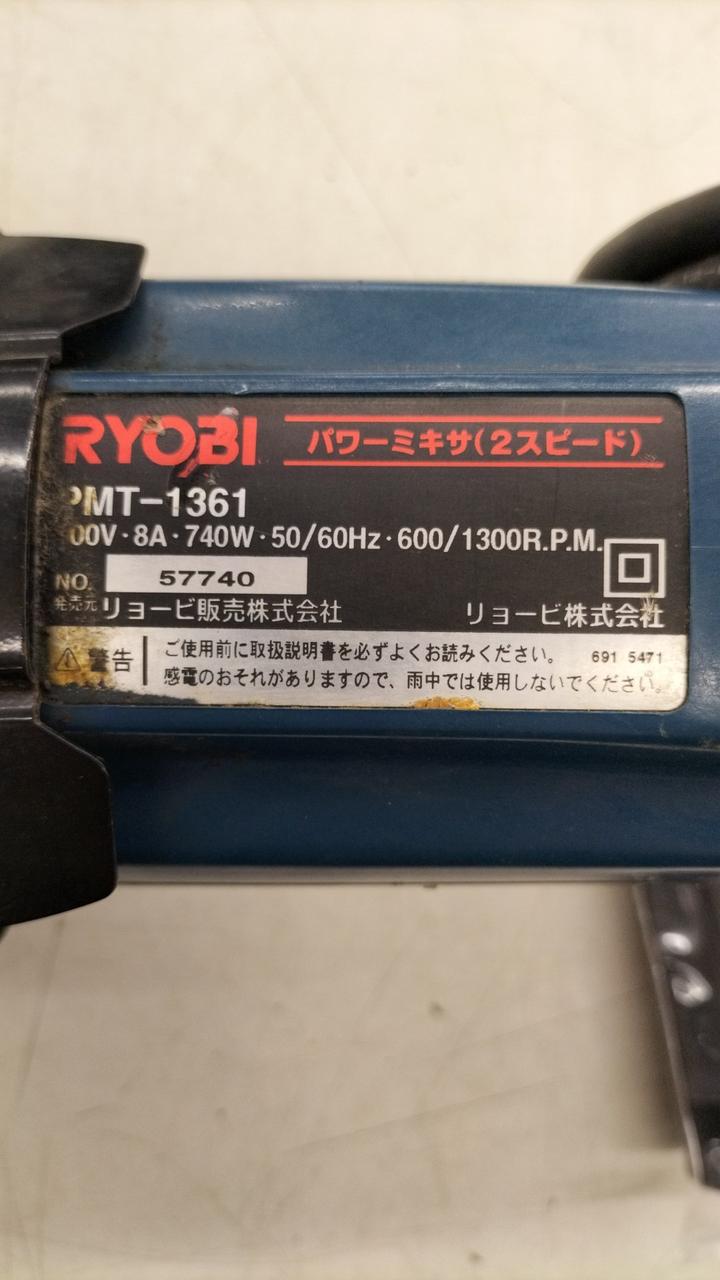 RYOBI パワーミキサ(2スピード)
PMT-1361
00V・8A・740W・50/60Hz・600/1300R.P.M.
NO. 57740
発売元 リョービ販売株式会社 リョービ株式会社
警告 ご使用前に取扱説明書を必ずよくお読みください。 691 5471
感電のおそれがありますので、雨中では使用しないでください。